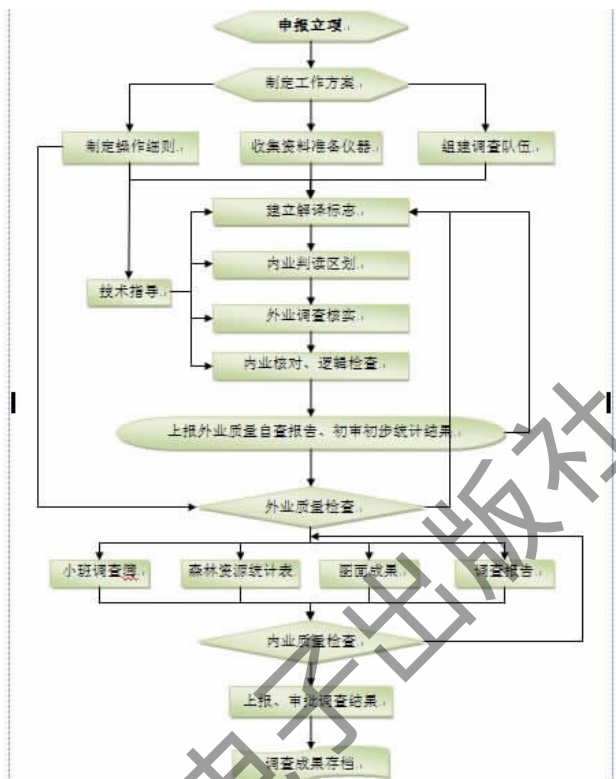 申报立项
制定工作方案
制定操作细则
收集资料准备仪器
组建调查队伍
建立解译标志
内业判读区划
技术指导
外业调查核实
内业核对、逻辑检查
上报外业质量自查报告、初审初步统计结果
外业质量检查
小班调查簿
森林资源统计表
图面成果
调查报告
内业质量检查
上报、审批调查结果
调查成果存档
电子出版社